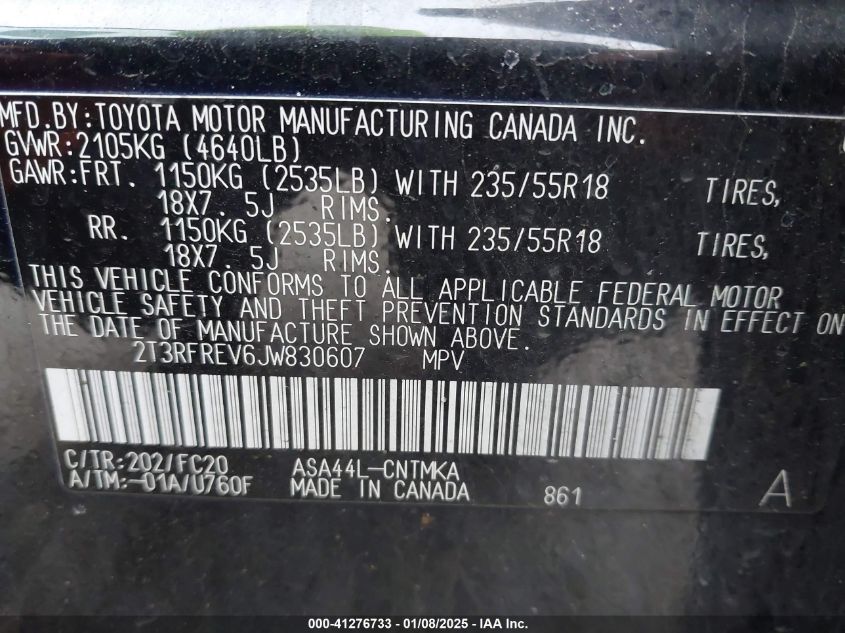 MFD.BY:TOYOTA MOTOR MANUFACTURING CANADA INC.
GVWR:2105KG (4640LB)
GAWR:FRT. 1150KG (2535LB) WITH 235/55R18 TIRES,
18X7.5J RIMS.
RR. 1150KG (2535LB) WITH 235/55R18 TIRES,
18X7.5J RIMS.
THIS VEHICLE CONFORMS TO ALL APPLICABLE FEDERAL MOTOR
VEHICLE SAFETY AND THEFT PREVENTION STANDARDS IN EFFECT ON
THE DATE OF MANUFACTURE SHOWN ABOVE.
2T3RFREV6JW830607 MPV
C/TR:202/FC20 ASA44L-CNTMKA
A/TM:-01A/U760F MADE IN CANADA 861 A
000-41276733 - 01/08/2025 - IAA Inc.